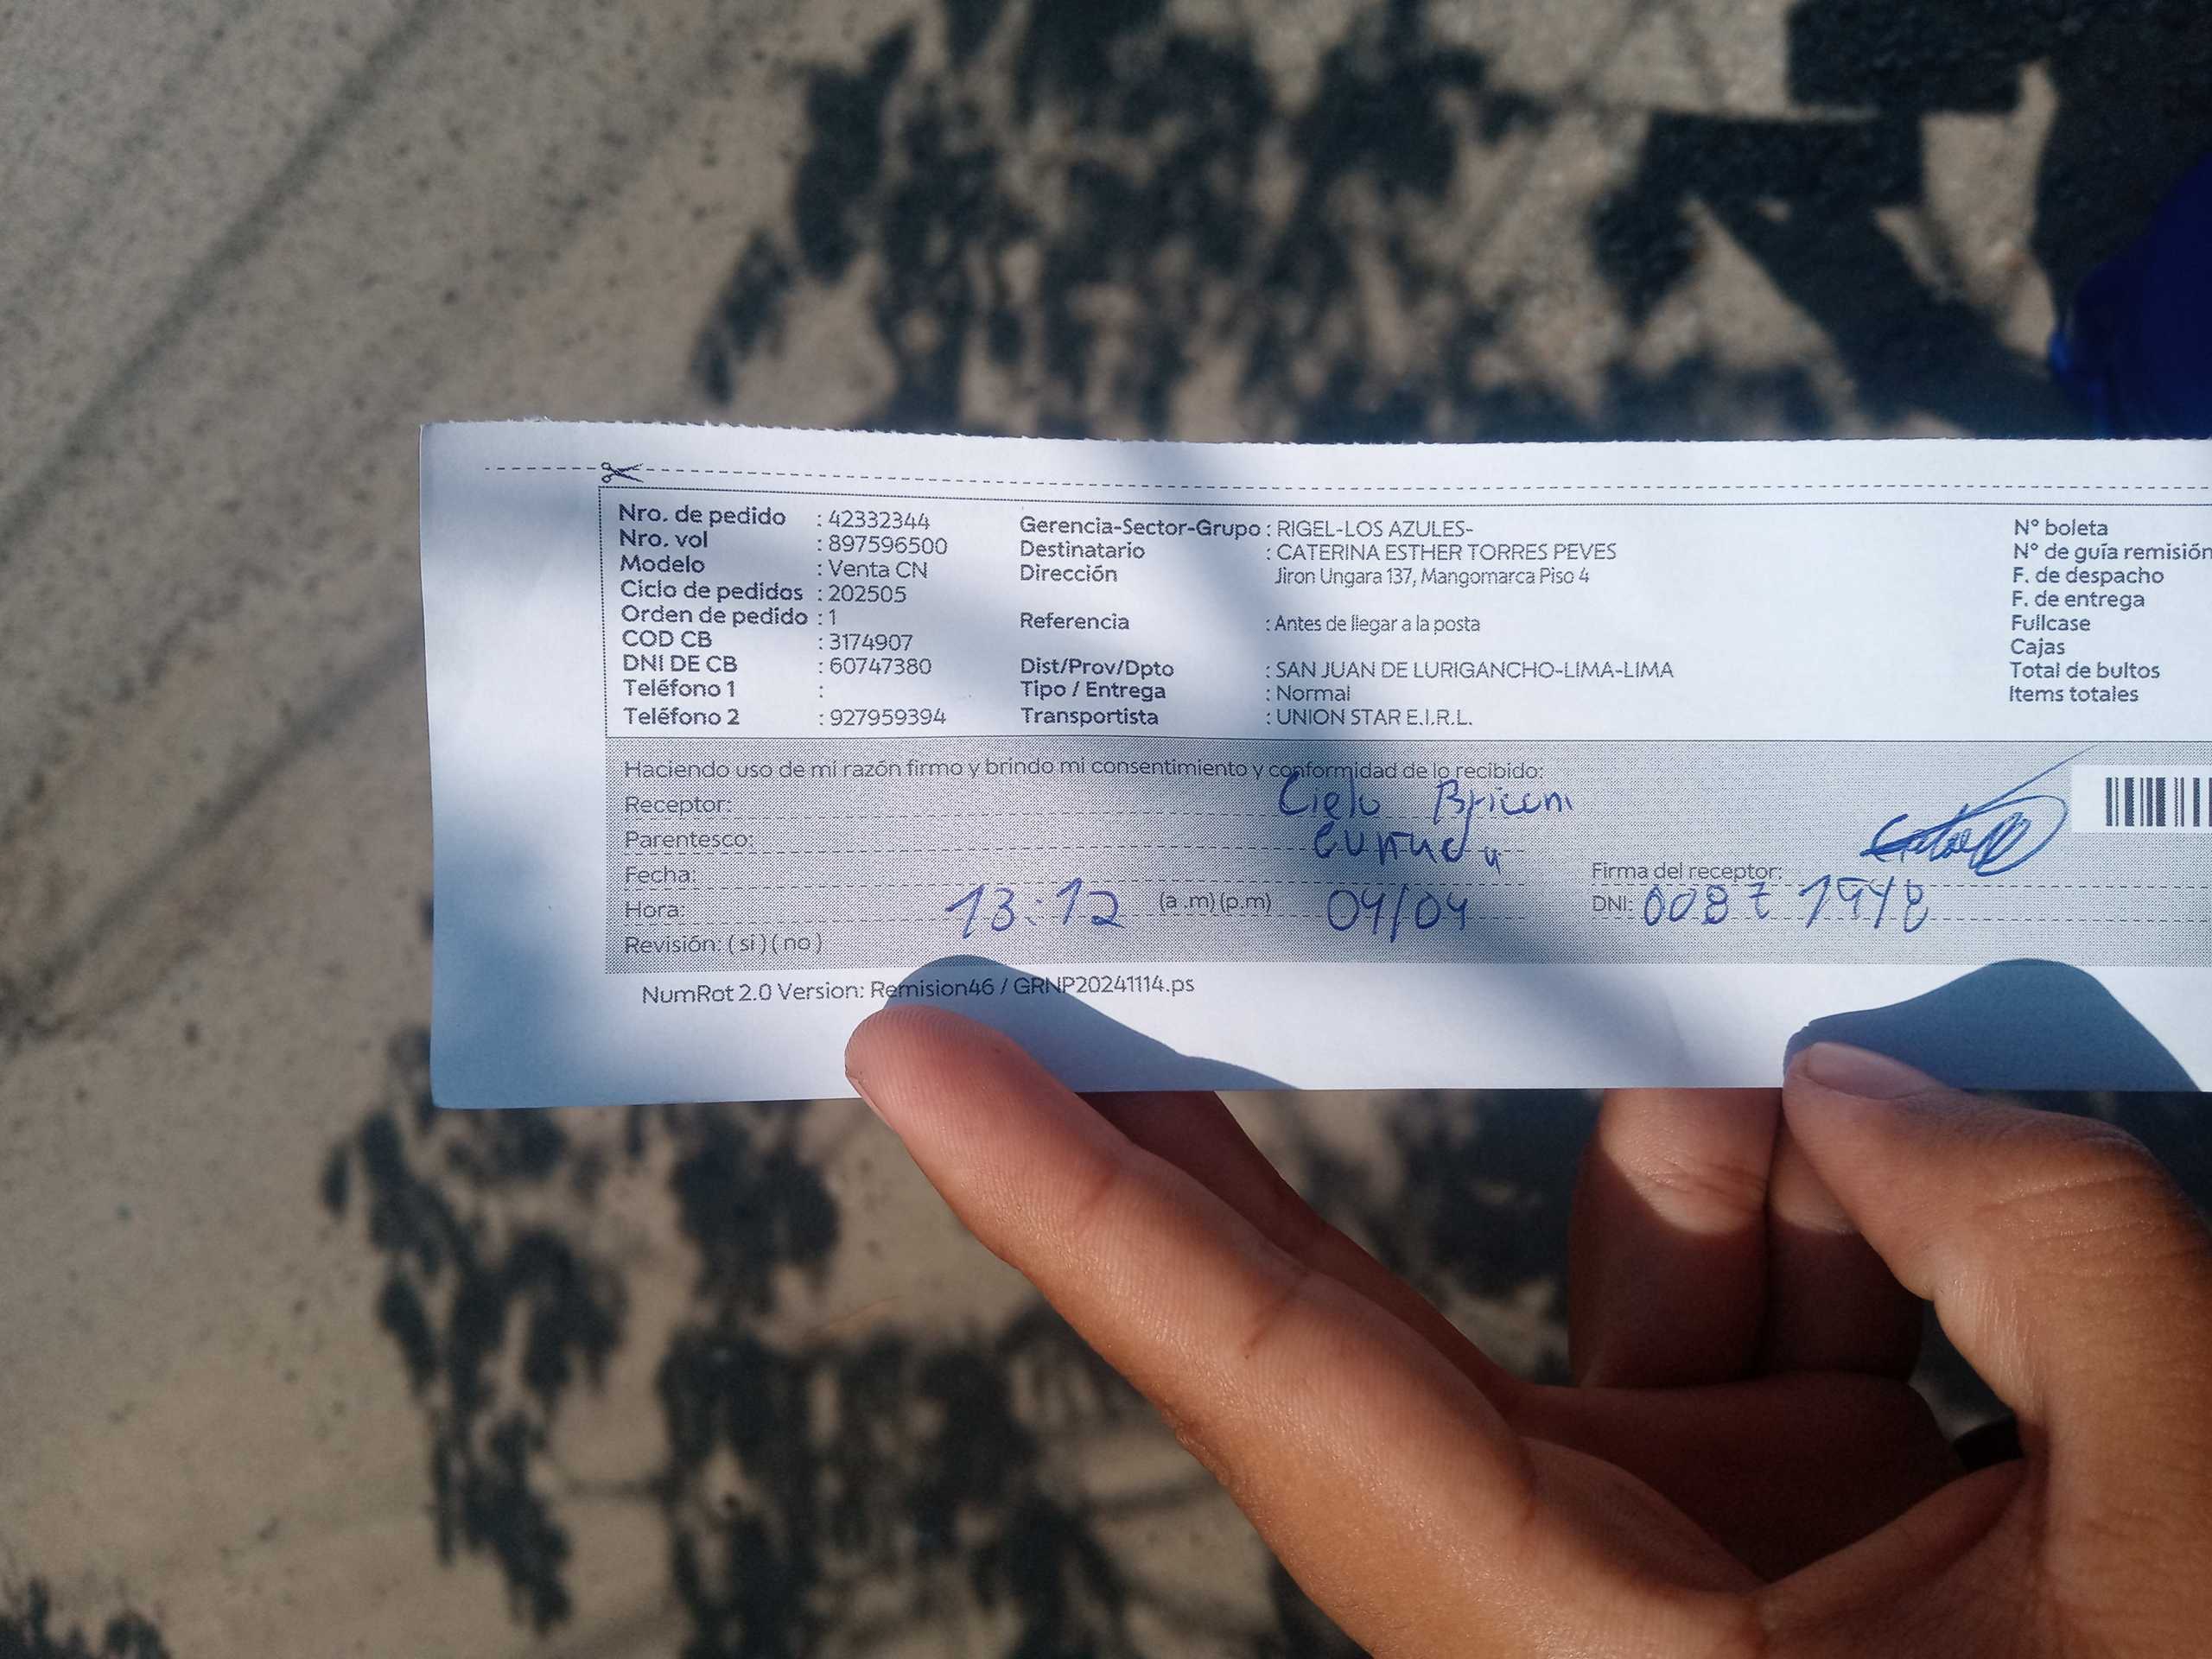 Nro. de pedido : 42332344
Nro. vol : 897596500
Modelo : Venta CN
Ciclo de pedidos : 202505
Orden de pedido : 1
COD CB : 3174907
DNI DE CB : 60747380
Teléfono 1 :
Teléfono 2 : 927959394
Gerencia-Sector-Grupo : RIGEL-LOS AZULES-
Destinatario : CATERINA ESTHER TORRES PEVES
Dirección Jiron Ungara 137, Mangomarca Piso 4
Referencia : Antes de llegar a la posta
Dist/Prov/Dpto : SAN JUAN DE LURIGANCHO-LIMA-LIMA
Tipo / Entrega : Normal
Transportista : UNION STAR E.I.R.L.
N° boleta
N° de guía remisión
F. de despacho
F. de entrega
Fullcase
Cajas
Total de bultos
Items totales
Haciendo uso de mi razón firmo y brindo mi consentimiento y conformidad de lo recibido:
Receptor: Cielo
Parentesco:
Fecha:
Firma del receptor:
Hora: 13:12 (a .m) (p.m) 04/04
DNI:
Revisión: ( si ) ( no )
NumRot 2.0 Version: Remision46 / GRNP20241114.ps